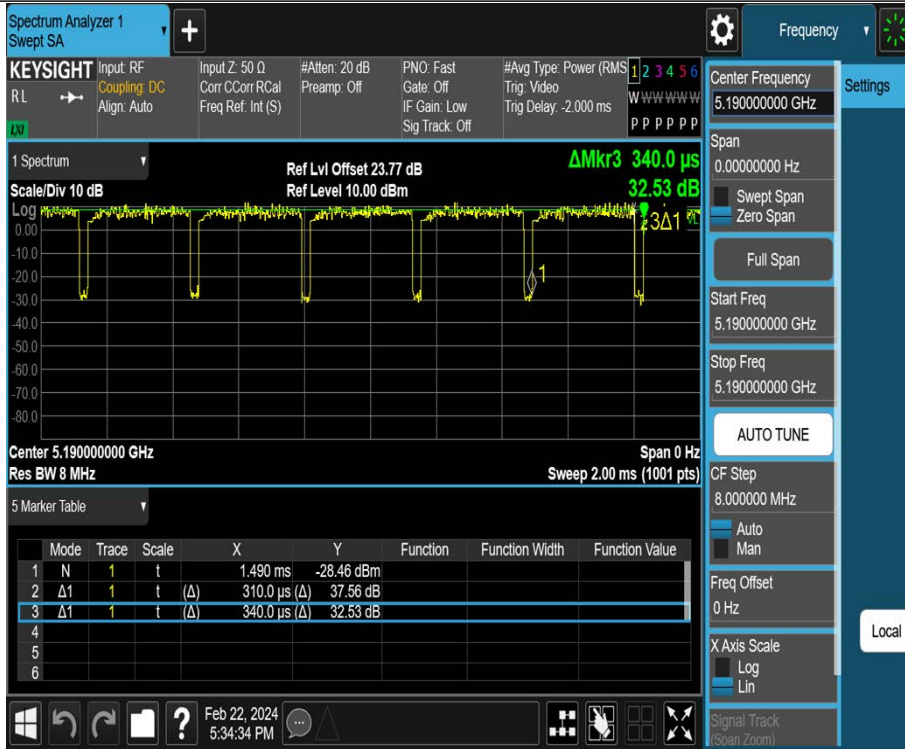 Spectrum Analyzer 1
Swept SA
Frequency
KEYSIGHT
RL
LXI
Input: RF
Coupling: DC
Align: Auto
Input Z: 50 Ω
Corr CCorr RCal
Freq Ref: Int (S)
#Atten: 20 dB
Preamp: Off
PNO: Fast
Gate: Off
IF Gain: Low
Sig Track: Off
#Avg Type: Power (RMS
Trig: Video
Trig Delay: -2.000 ms
1 2 3 4 5 6
W W W W W W
P P P P P P
1 Spectrum
Scale/Div 10 dB
Ref Lvl Offset 23.77 dB
Ref Level 10.00 dBm
ΔMkr3 340.0 µs
32.53 dB
Log
0.00
-10.0
-20.0
-30.0
-40.0
-50.0
-60.0
-70.0
-80.0
1
3Δ1
Center 5.190000000 GHz
Res BW 8 MHz
Span 0 Hz
Sweep 2.00 ms (1001 pts)
5 Marker Table
Mode Trace Scale X Y Function Function Width Function Value
1 N 1 t 1.490 ms -28.46 dBm
2 Δ1 1 t (Δ) 310.0 µs (Δ) 37.56 dB
3 Δ1 1 t (Δ) 340.0 µs (Δ) 32.53 dB
4
5
6
Feb 22, 2024
5:34:34 PM
Center Frequency
5.190000000 GHz
Span
0.00000000 Hz
Swept Span
Zero Span
Full Span
Start Freq
5.190000000 GHz
Stop Freq
5.190000000 GHz
AUTO TUNE
CF Step
8.000000 MHz
Auto
Man
Freq Offset
0 Hz
X Axis Scale
Log
Lin
Signal Track
(Span Zoom)
Settings
Local